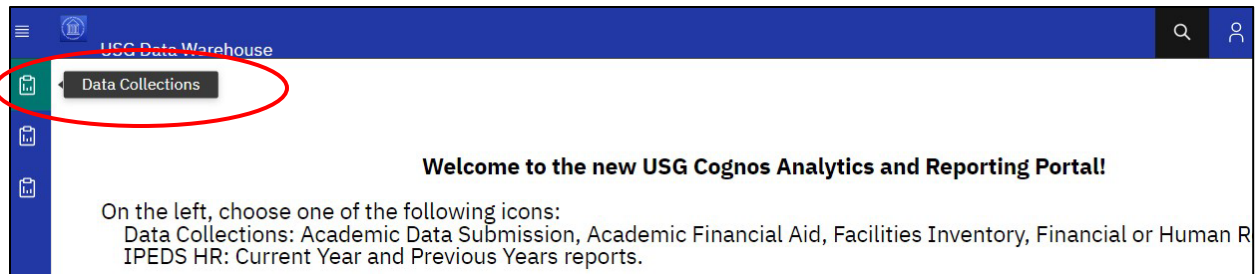 USG Data Warehouse
Data Collections
Welcome to the new USG Cognos Analytics and Reporting Portal!
On the left, choose one of the following icons:
Data Collections: Academic Data Submission, Academic Financial Aid, Facilities Inventory, Financial or Human R
IPEDS HR: Current Year and Previous Years reports.